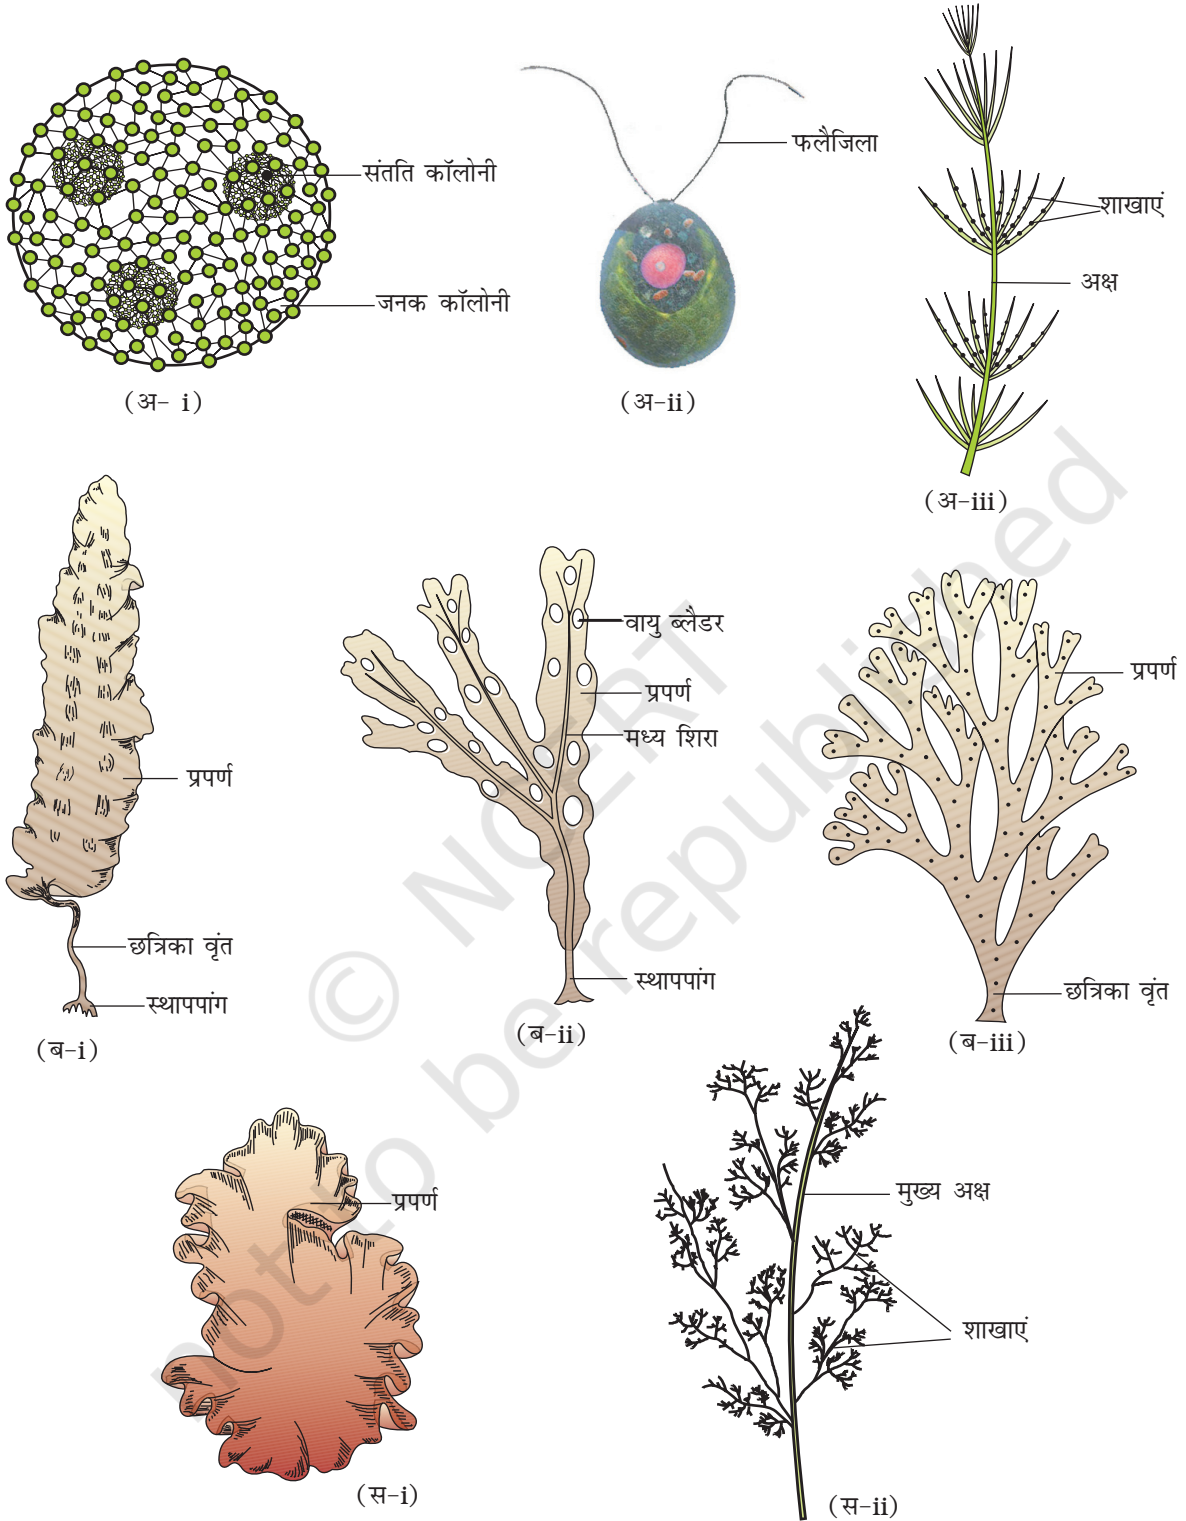 संतति कॉलोनी
जनक कॉलोनी
(अ- i)
फलैजिला
(अ-ii)
शाखाएं
अक्ष
(अ-iii)
प्रपर्ण
छत्रिका वृंत
स्थापपांग
(ब-i)
वायु ब्लैडर
प्रपर्ण
मध्य शिरा
स्थापपांग
(ब-ii)
प्रपर्ण
छत्रिका वृंत
(ब-iii)
प्रपर्ण
(स-i)
मुख्य अक्ष
शाखाएं
(स-ii)
© NCERT
not to be republished